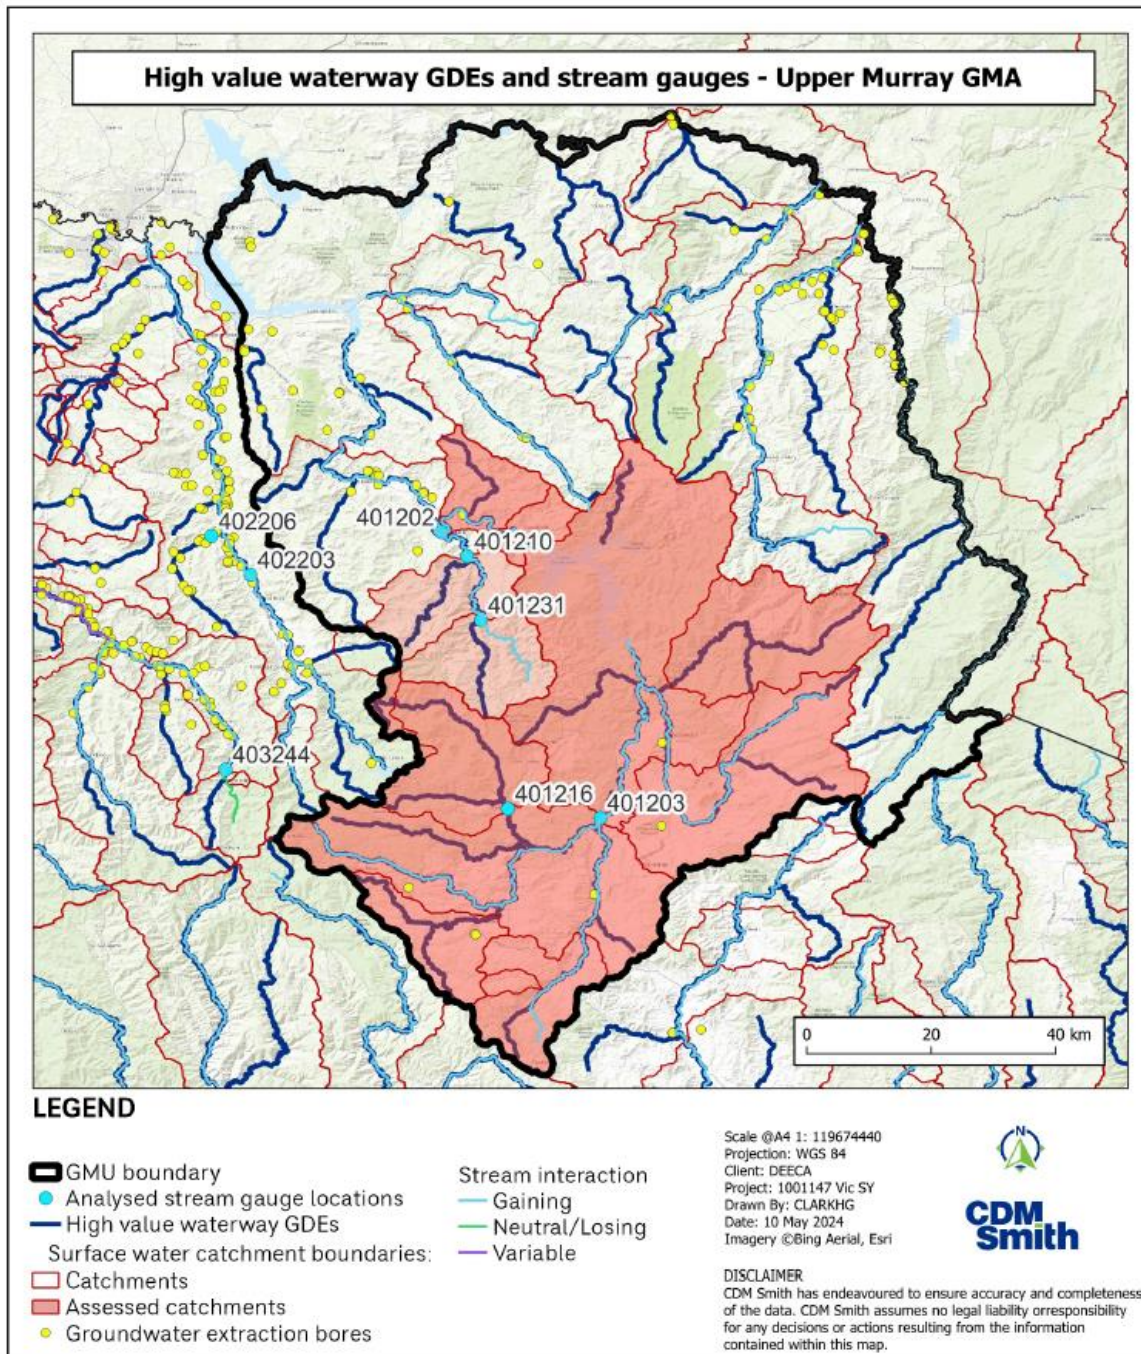 High value waterway GDEs and stream gauges - Upper Murray GMA
402206
402203
401202
401210
401231
403244
401216
401203
0 20 40 km
LEGEND
GMU boundary
Analysed stream gauge locations
High value waterway GDEs
Surface water catchment boundaries:
Catchments
Assessed catchments
Groundwater extraction bores
Stream interaction
Gaining
Neutral/Losing
Variable
Scale @A4 1: 119674440
Projection: WGS 84
Client: DEECA
Project: 1001147 Vic SY
Drawn By: CLARKHG
Date: 10 May 2024
Imagery ©Bing Aerial, Esri
N
CDM
Smith
DISCLAIMER
CDM Smith has endeavoured to ensure accuracy and completeness
of the data. CDM Smith assumes no legal liability orresponsibility
for any decisions or actions resulting from the information
contained within this map.